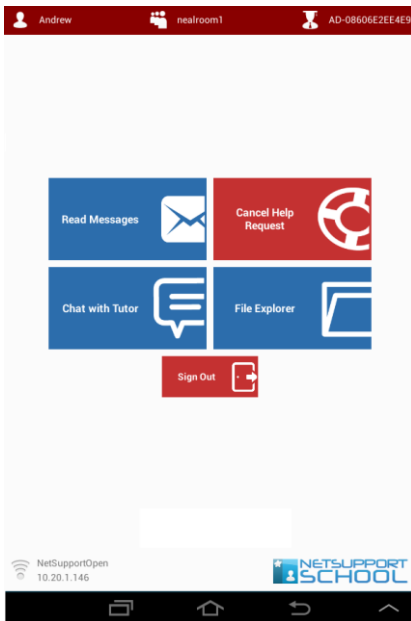 Andrew
nealroom1
AD-08606E2EE4E9
Read Messages
Cancel Help
Request
Chat with Tutor
File Explorer
Sign Out
NetSupportOpen
10.20.1.146
NETSUPPORT
SCHOOL